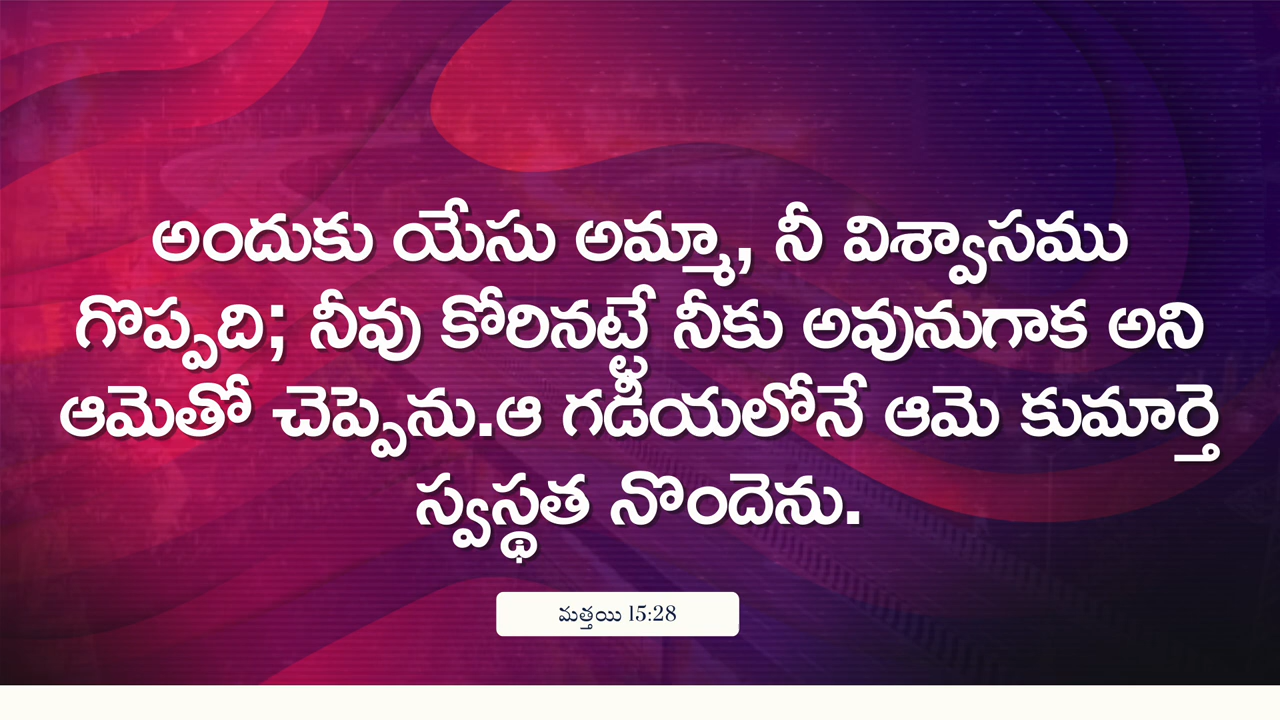 అందుకు యేసు అమ్మా, నీ విశ్వాసము
గొప్పది; నీవు కోరినట్టే నీకు అవునుగాక అని
ఆమెతో చెప్పెను.ఆ గడియలోనే ఆమె కుమార్తె
స్వస్థత నొందెను.
మత్తయి 15:28